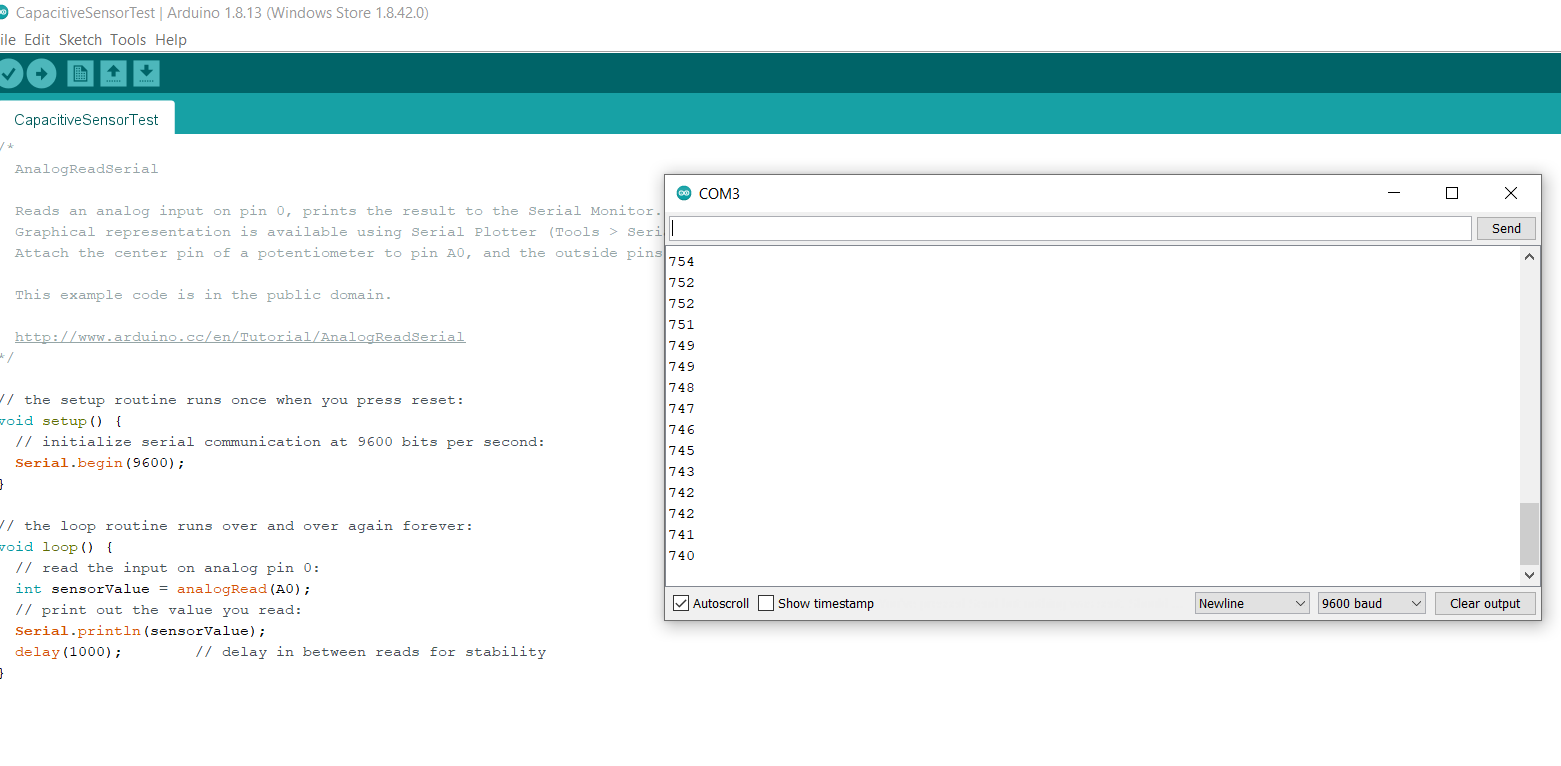 CapacitiveSensorTest | Arduino 1.8.13 (Windows Store 1.8.42.0)
ile Edit Sketch Tools Help
CapacitiveSensorTest
/*
AnalogReadSerial
Reads an analog input on pin 0, prints the result to the Serial Monitor.
Graphical representation is available using Serial Plotter (Tools > Seri
Attach the center pin of a potentiometer to pin A0, and the outside pins
This example code is in the public domain.
http://www.arduino.cc/en/Tutorial/AnalogReadSerial
*/
// the setup routine runs once when you press reset:
void setup() {
// initialize serial communication at 9600 bits per second:
Serial.begin(9600);
}
// the loop routine runs over and over again forever:
void loop() {
// read the input on analog pin 0:
int sensorValue = analogRead(A0);
// print out the value you read:
Serial.println(sensorValue);
delay(1000); // delay in between reads for stability
}
COM3
Send
754
752
752
751
749
749
748
747
746
745
743
742
742
741
740
Autoscroll Show timestamp Newline 9600 baud Clear output